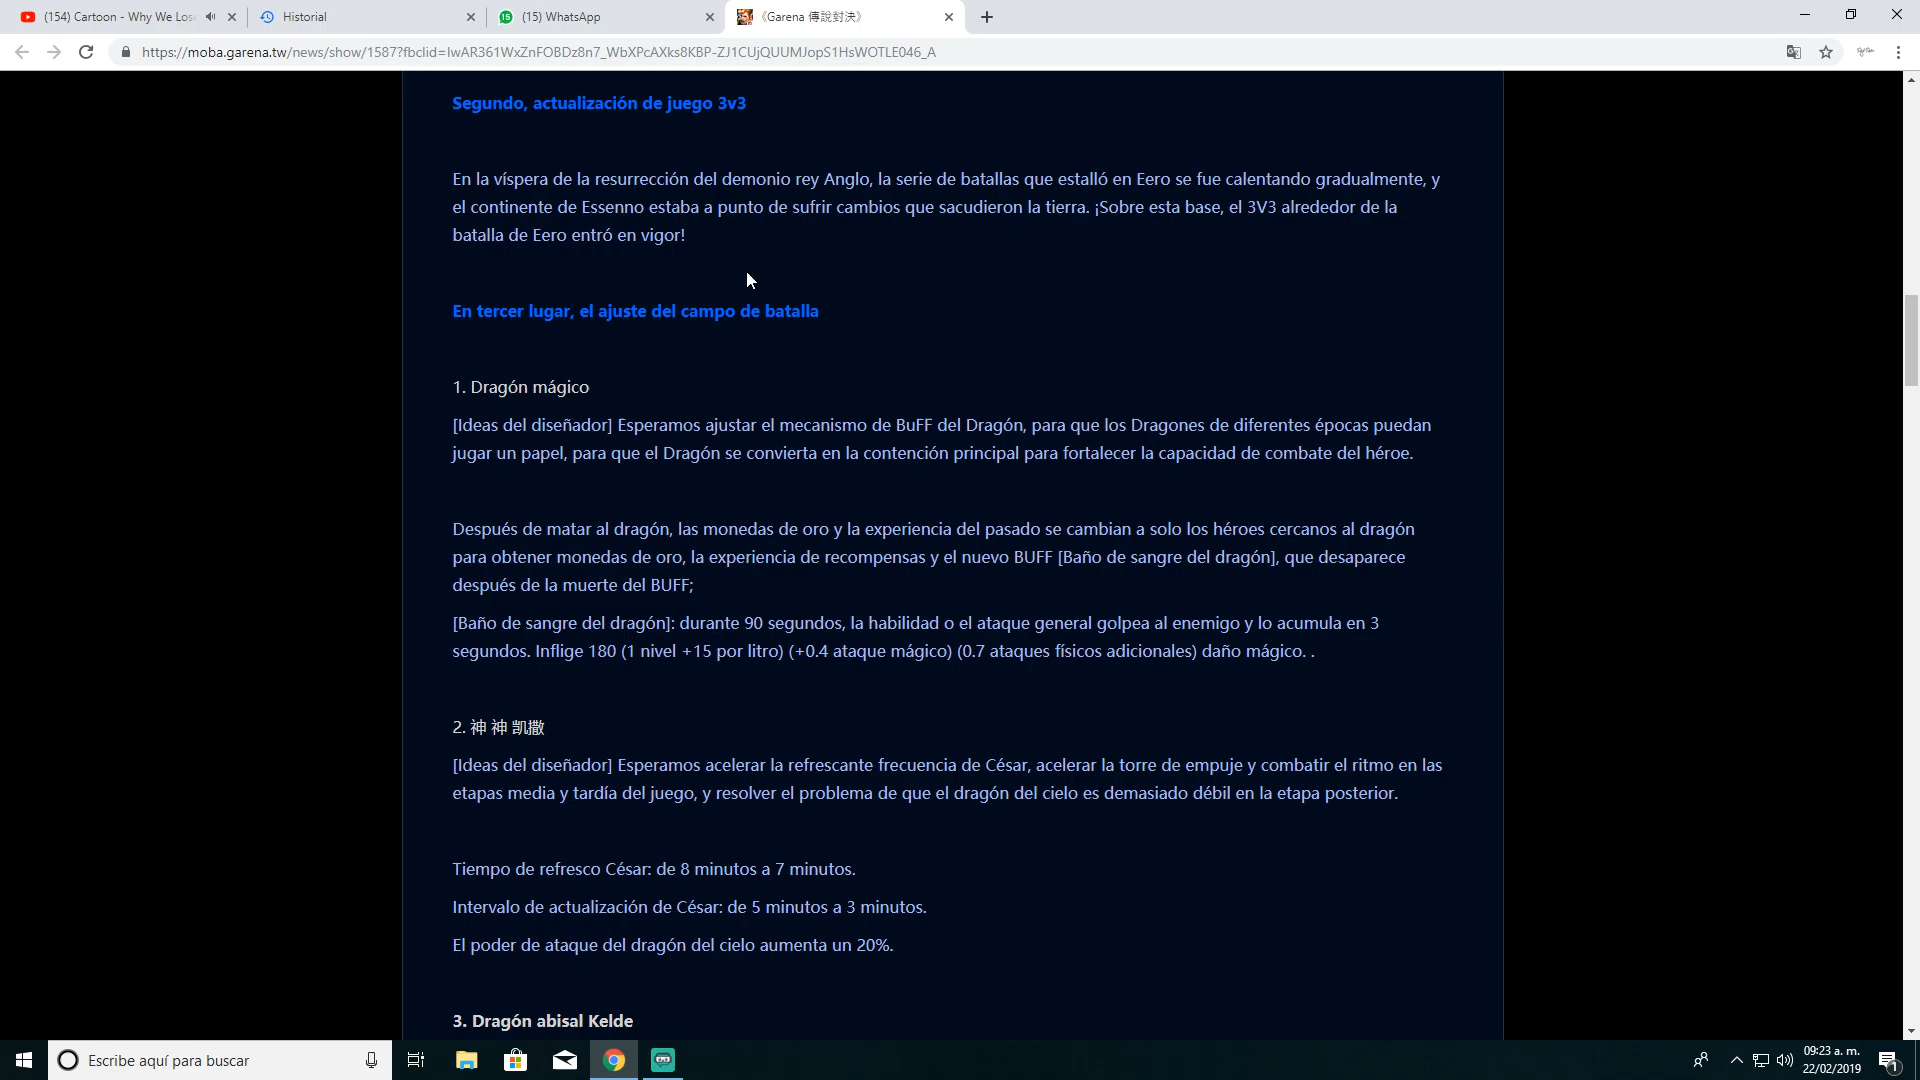 (154) Cartoon - Why We Lose
Historial
(15) WhatsApp
《Garena 傳說對決》
https://moba.garena.tw/news/show/1587?fbclid=IwAR361WxZnFOBDz8n7_WbXPcAXks8KBP-ZJ1CUjQUUMJopS1HsWOTLE046_A
Segundo, actualización de juego 3v3
En la víspera de la resurrección del demonio rey Anglo, la serie de batallas que estalló en Eero se fue calentando gradualmente, y
el continente de Essenno estaba a punto de sufrir cambios que sacudieron la tierra. ¡Sobre esta base, el 3V3 alrededor de la
batalla de Eero entró en vigor!
En tercer lugar, el ajuste del campo de batalla
1. Dragón mágico
[Ideas del diseñador] Esperamos ajustar el mecanismo de BuFF del Dragón, para que los Dragones de diferentes épocas puedan
jugar un papel, para que el Dragón se convierta en la contención principal para fortalecer la capacidad de combate del héroe.
Después de matar al dragón, las monedas de oro y la experiencia del pasado se cambian a solo los héroes cercanos al dragón
para obtener monedas de oro, la experiencia de recompensas y el nuevo BUFF [Baño de sangre del dragón], que desaparece
después de la muerte del BUFF;
[Baño de sangre del dragón]: durante 90 segundos, la habilidad o el ataque general golpea al enemigo y lo acumula en 3
segundos. Inflige 180 (1 nivel +15 por litro) (+0.4 ataque mágico) (0.7 ataques físicos adicionales) daño mágico. .
2. 神 神 凯撒
[Ideas del diseñador] Esperamos acelerar la refrescante frecuencia de César, acelerar la torre de empuje y combatir el ritmo en las
etapas media y tardía del juego, y resolver el problema de que el dragón del cielo es demasiado débil en la etapa posterior.
Tiempo de refresco César: de 8 minutos a 7 minutos.
Intervalo de actualización de César: de 5 minutos a 3 minutos.
El poder de ataque del dragón del cielo aumenta un 20%.
3. Dragón abisal Kelde
Escribe aquí para buscar
09:23 a. m.
22/02/2019
1